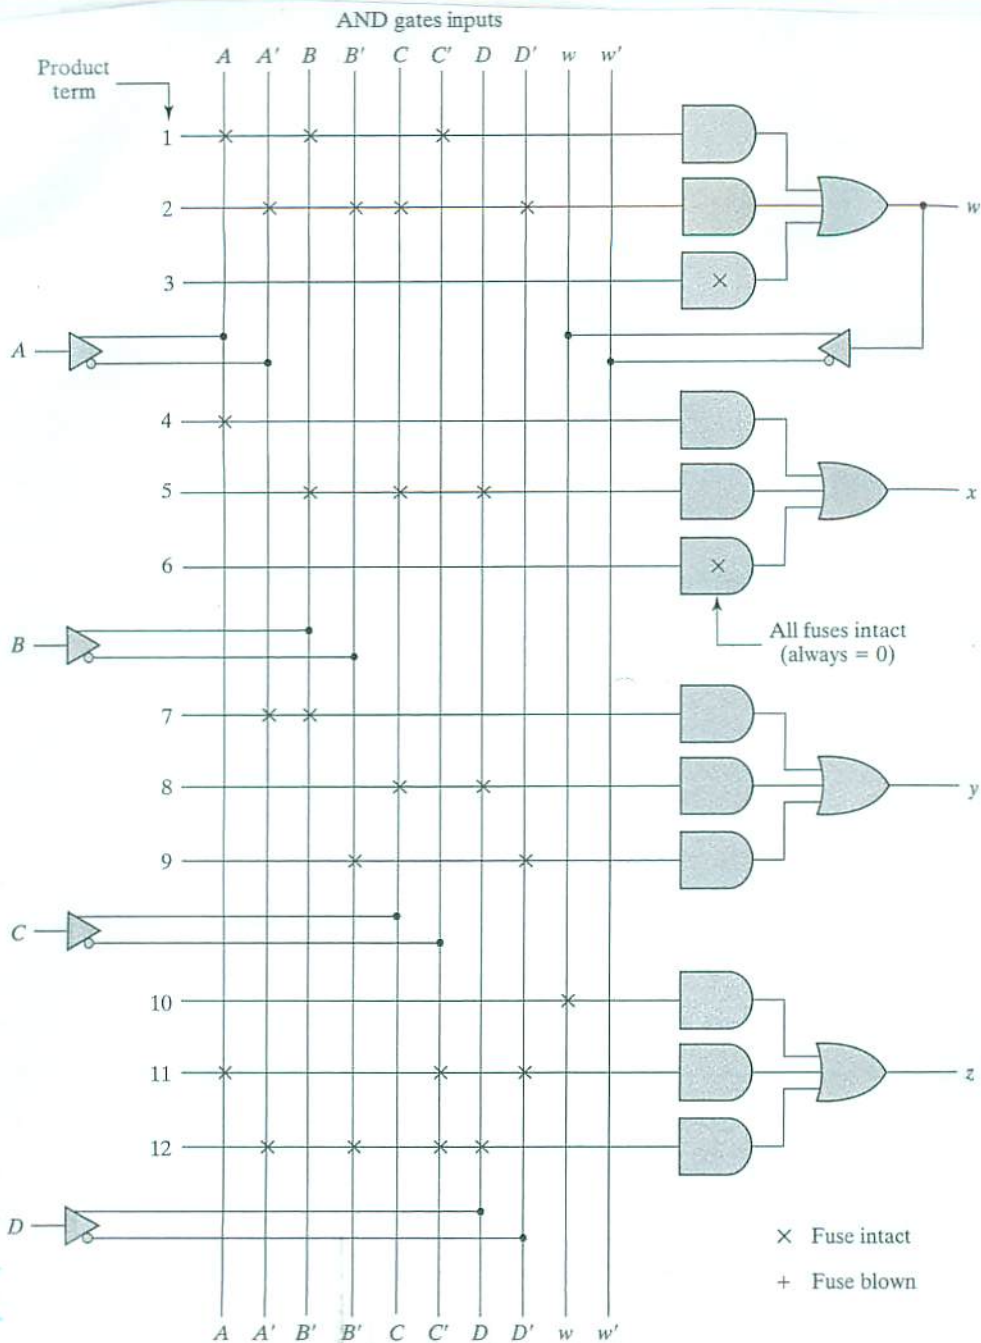 AND gates inputs
A A' B B' C C' D D' w w'
Product
term
1
2
w
3
A
4
5
x
6
All fuses intact
(always = 0)
B
7
8
y
9
C
10
11
z
12
D
× Fuse intact
+ Fuse blown
A A' B' B' C C' D D' w w'